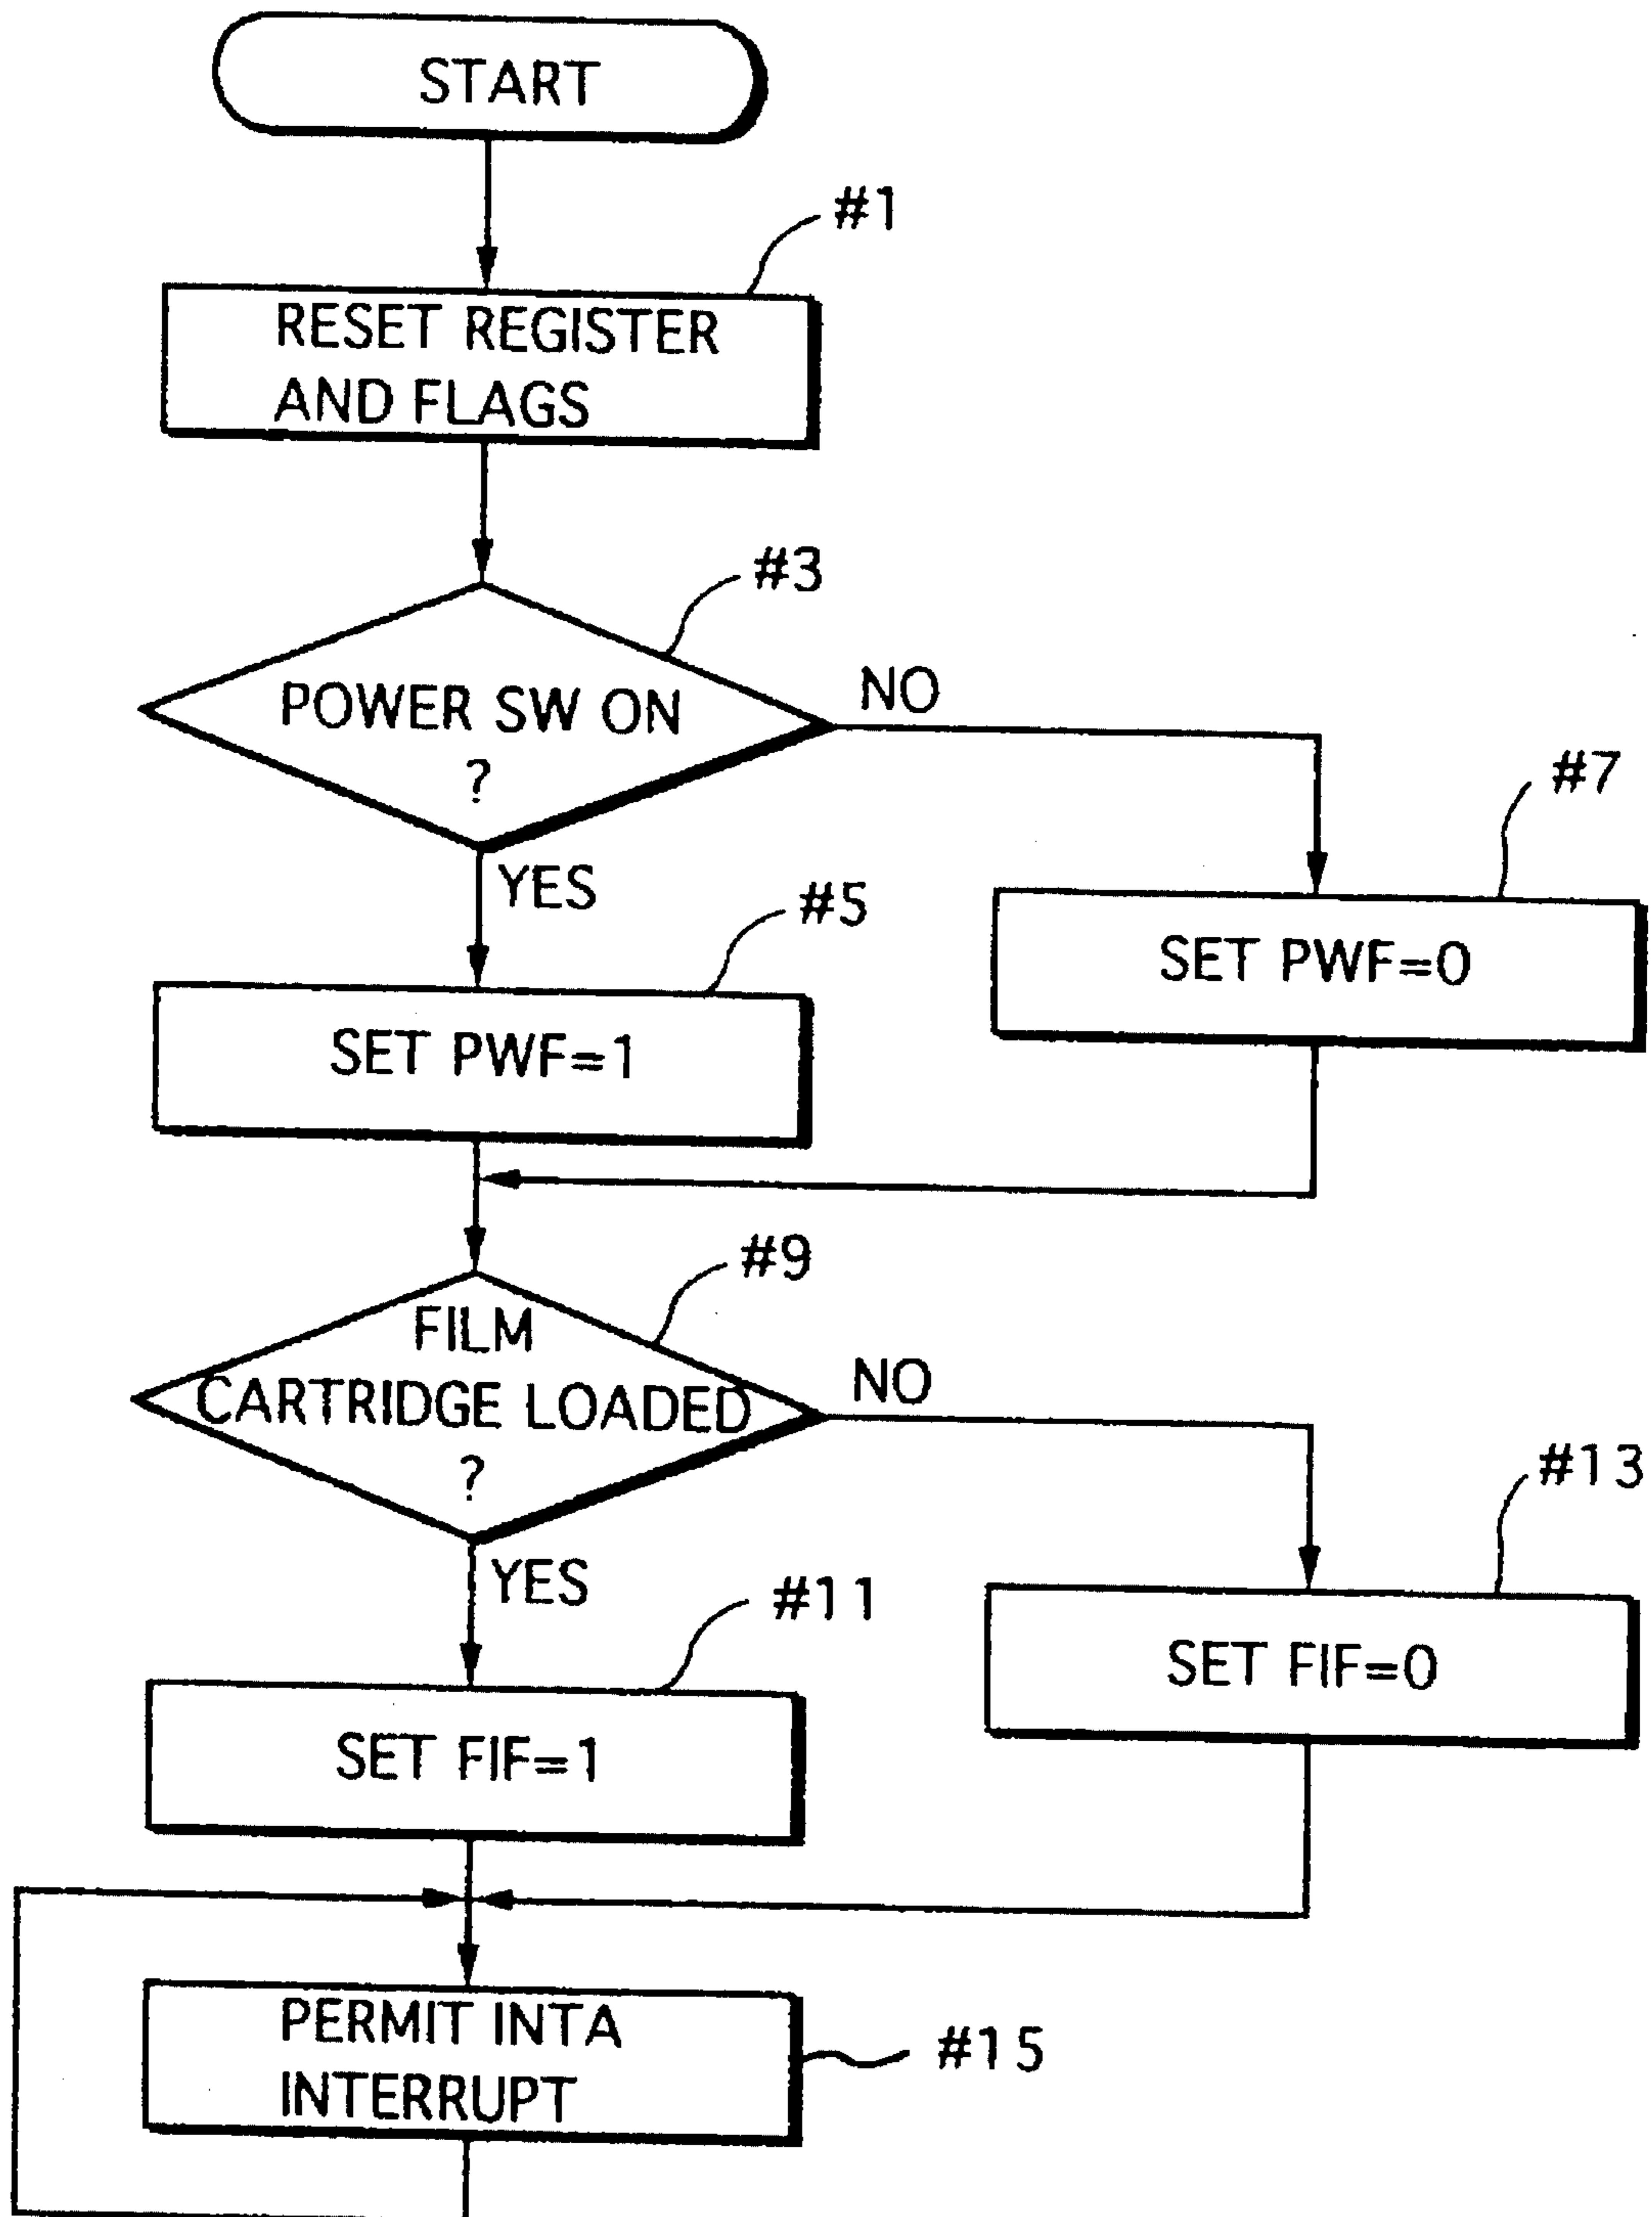 START
#1
RESET REGISTER
AND FLAGS
#3
POWER SW ON
?
NO
YES
#7
SET PWF=0
#5
SET PWF=1
#9
FILM
CARTRIDGE LOADED
?
NO
YES
#13
SET FIF=0
#11
SET FIF=1
PERMIT INTA
INTERRUPT
#15